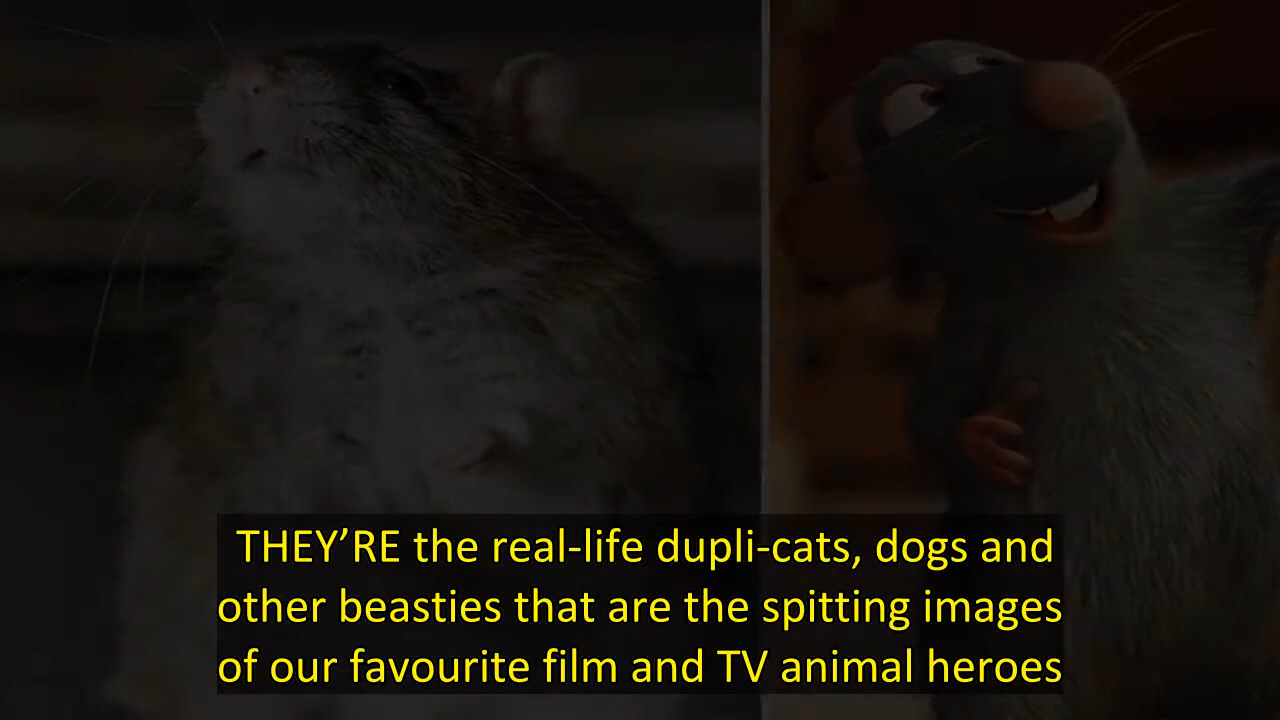 THEY’RE the real-life dupli-cats, dogs and
other beasties that are the spitting images
of our favourite film and TV animal heroes